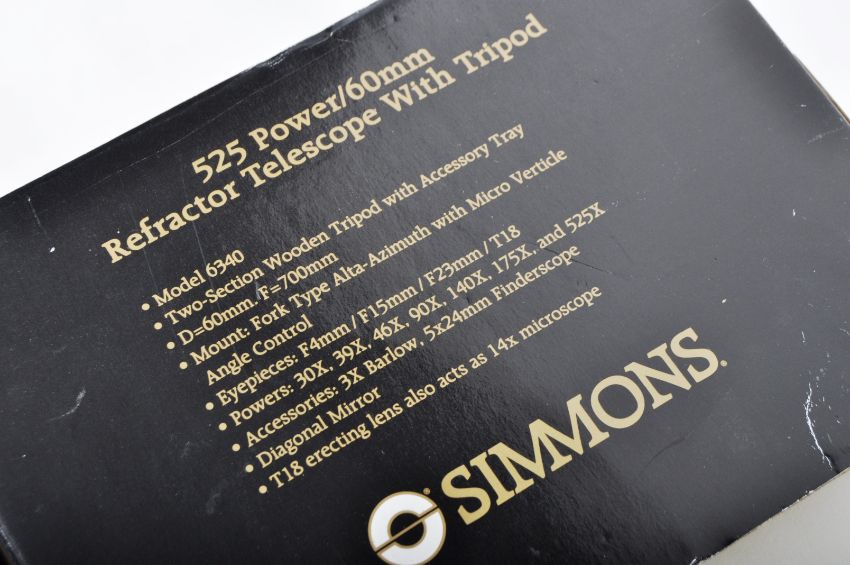 525 Power/60mm
Refractor Telescope With Tripod
• Model 6340
• Two-Section Wooden Tripod with Accessory Tray
• D=60mm. F=700mm
• Mount: Fork Type Alta-Azimuth with Micro Verticle
Angle Control
• Eyepieces: F4mm / F15mm / F23mm / T18
• Powers: 30X, 39X, 46X, 90X, 140X, 175X, and 525X
• Accessories: 3X Barlow, 5x24mm Finderscope
• Diagonal Mirror
• T18 erecting lens also acts as 14x microscope
® SIMMONS®